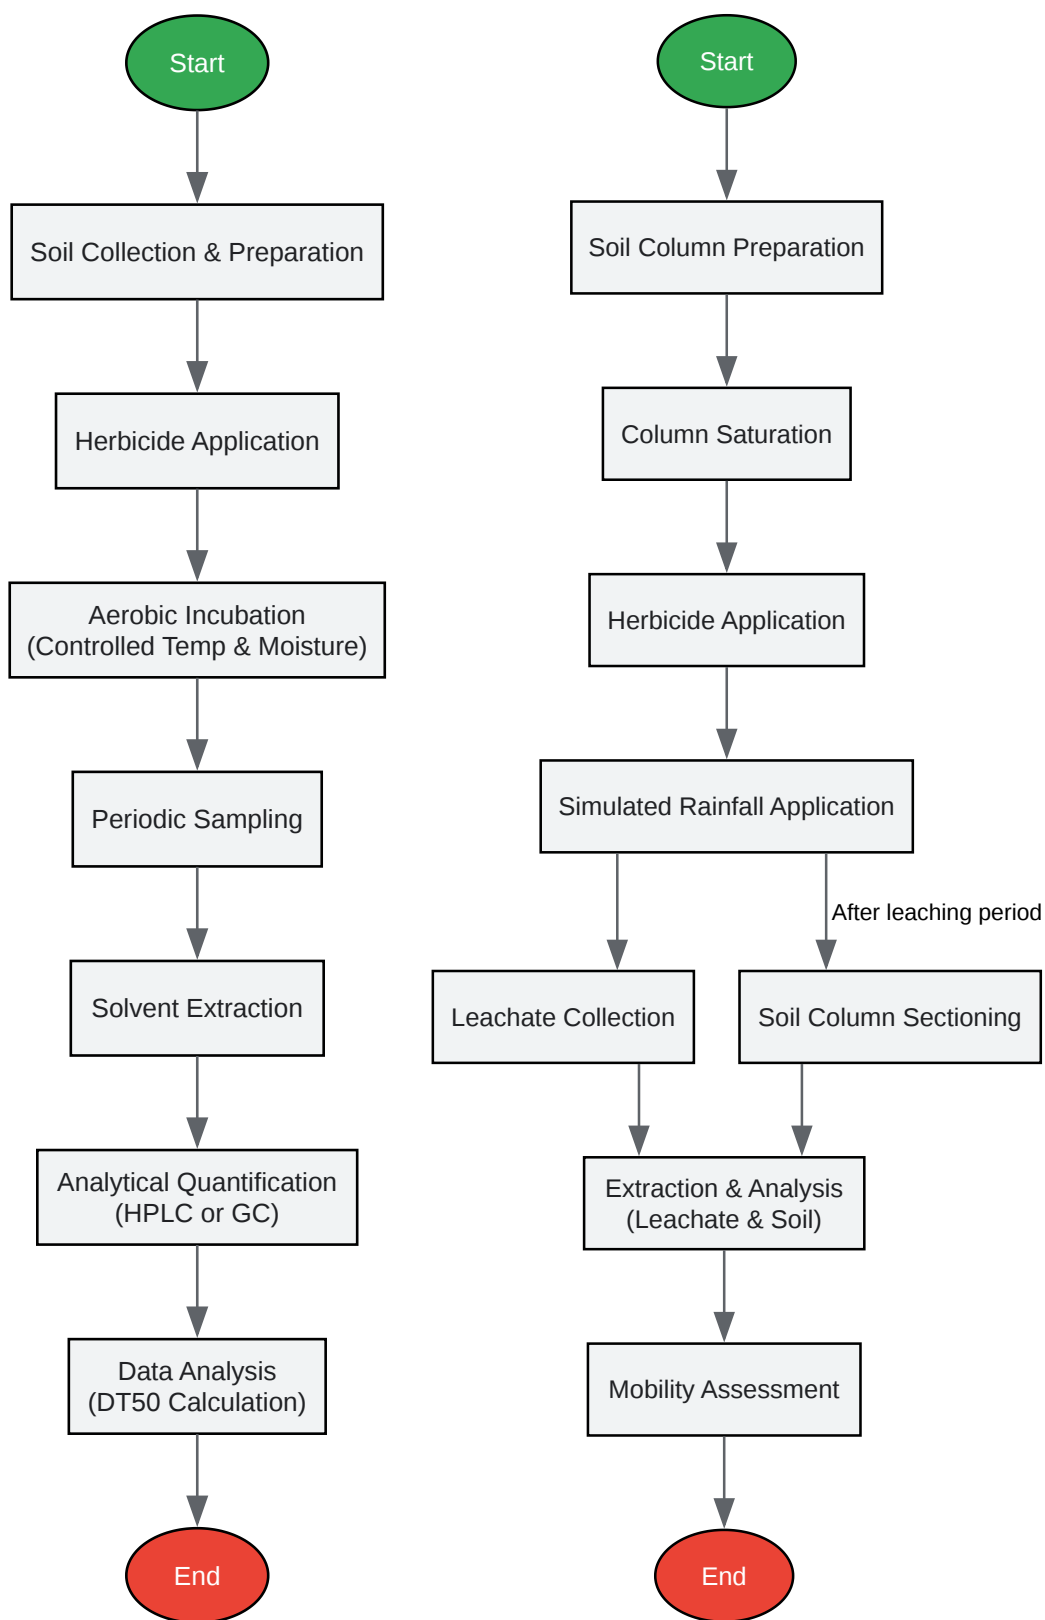 Start
Soil Collection & Preparation
Herbicide Application
Aerobic Incubation
(Controlled Temp & Moisture)
Periodic Sampling
Solvent Extraction
Analytical Quantification
(HPLC or GC)
Data Analysis
(DT50 Calculation)
End
Start
Soil Column Preparation
Column Saturation
Herbicide Application
Simulated Rainfall Application
After leaching period
Leachate Collection
Soil Column Sectioning
Extraction & Analysis
(Leachate & Soil)
Mobility Assessment
End